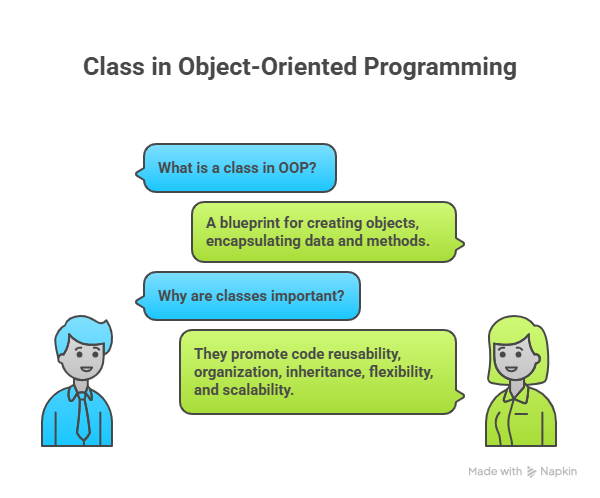 Class in Object-Oriented Programming
What is a class in OOP?
A blueprint for creating objects,
encapsulating data and methods.
Why are classes important?
They promote code reusability,
organization, inheritance, flexibility,
and scalability.
Made with Napkin